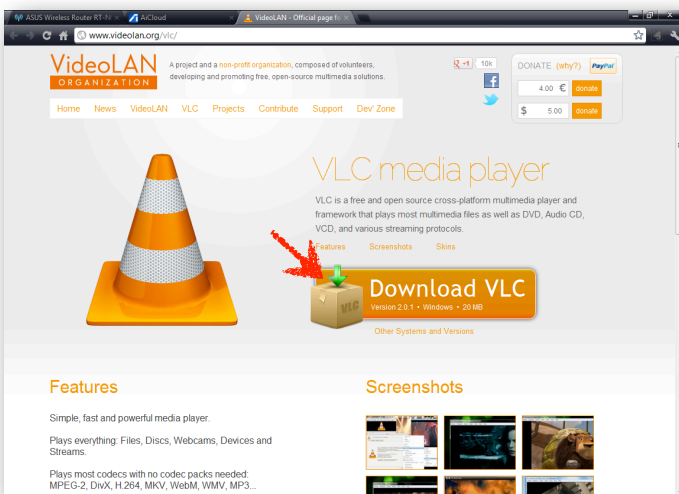 ASUS Wireless Router RT-N
AiCloud
VideoLAN - Official page fo
www.videolan.org/vlc/
VideoLAN
ORGANIZATION
A project and a non-profit organization, composed of volunteers,
developing and promoting free, open-source multimedia solutions.
+1 10k
DONATE (why?) PayPal
4.00 € donate
$ 5.00 donate
Home News VideoLAN VLC Projects Contribute Support Dev' Zone
VLC media player
VLC is a free and open source cross-platform multimedia player and
framework that plays most multimedia files as well as DVD, Audio CD,
VCD, and various streaming protocols.
Features Screenshots Skins
VLC
Download VLC
Version 2.0.1 • Windows • 20 MB
Other Systems and Versions
Features
Screenshots
Simple, fast and powerful media player.
Plays everything: Files, Discs, Webcams, Devices and
Streams.
Plays most codecs with no codec packs needed:
MPEG-2, DivX, H.264, MKV, WebM, WMV, MP3...